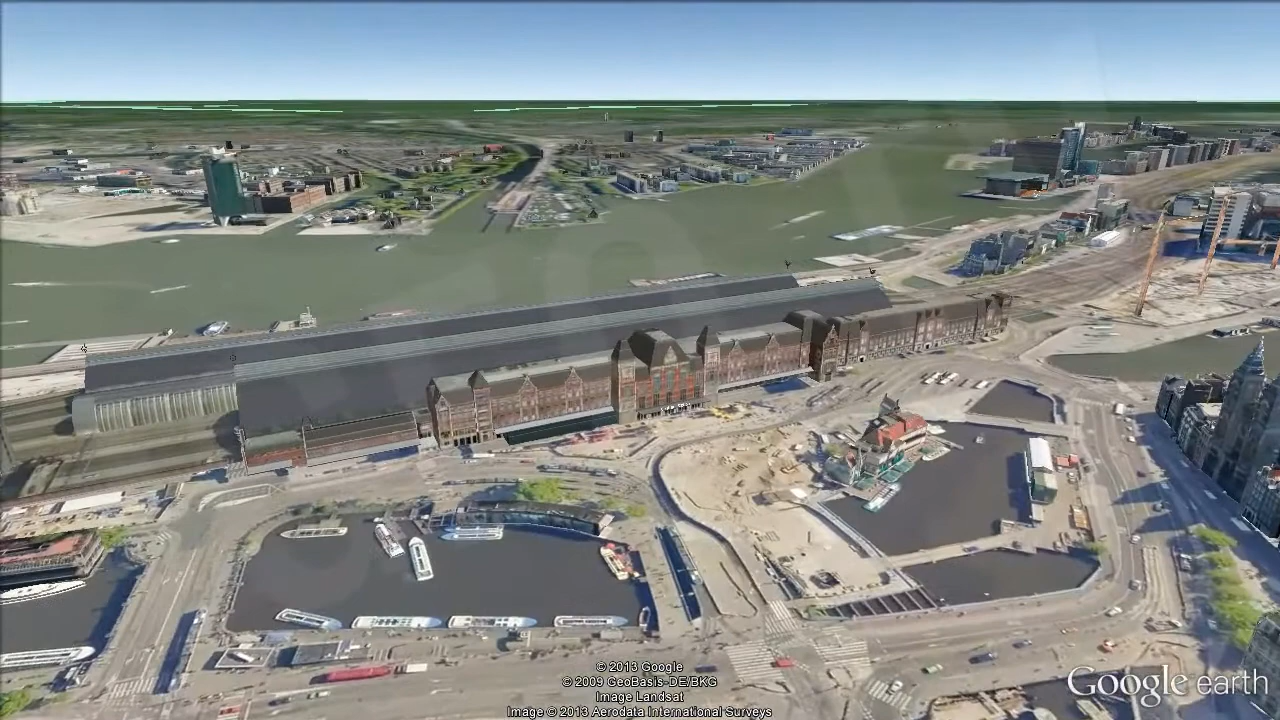 © 2013 Google
© 2009 GeoBasis-DE/BKG
Image Landsat
Image © 2013 Aerodata International Surveys
Google earth